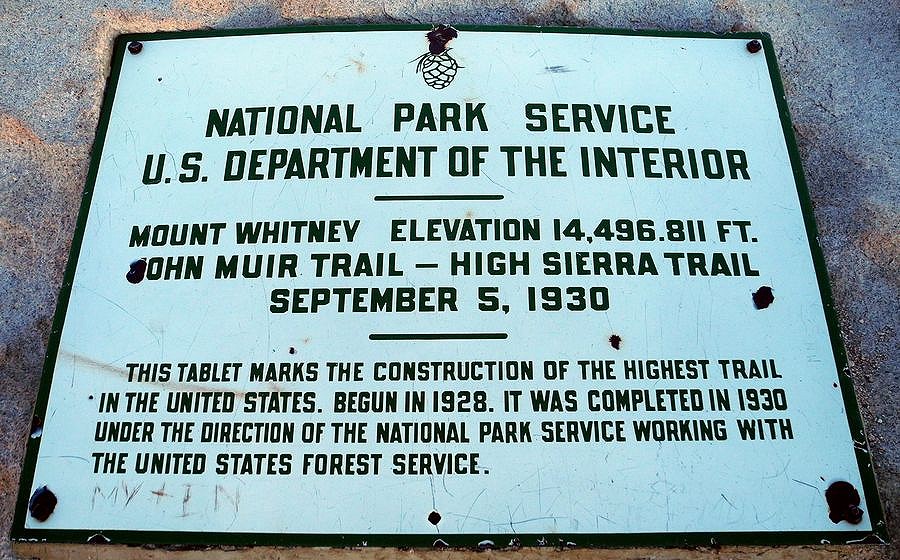 NATIONAL PARK SERVICE
U.S. DEPARTMENT OF THE INTERIOR
MOUNT WHITNEY ELEVATION 14,496.811 FT.
JOHN MUIR TRAIL — HIGH SIERRA TRAIL
SEPTEMBER 5, 1930
THIS TABLET MARKS THE CONSTRUCTION OF THE HIGHEST TRAIL
IN THE UNITED STATES. BEGUN IN 1928. IT WAS COMPLETED IN 1930
UNDER THE DIRECTION OF THE NATIONAL PARK SERVICE WORKING WITH
THE UNITED STATES FOREST SERVICE.